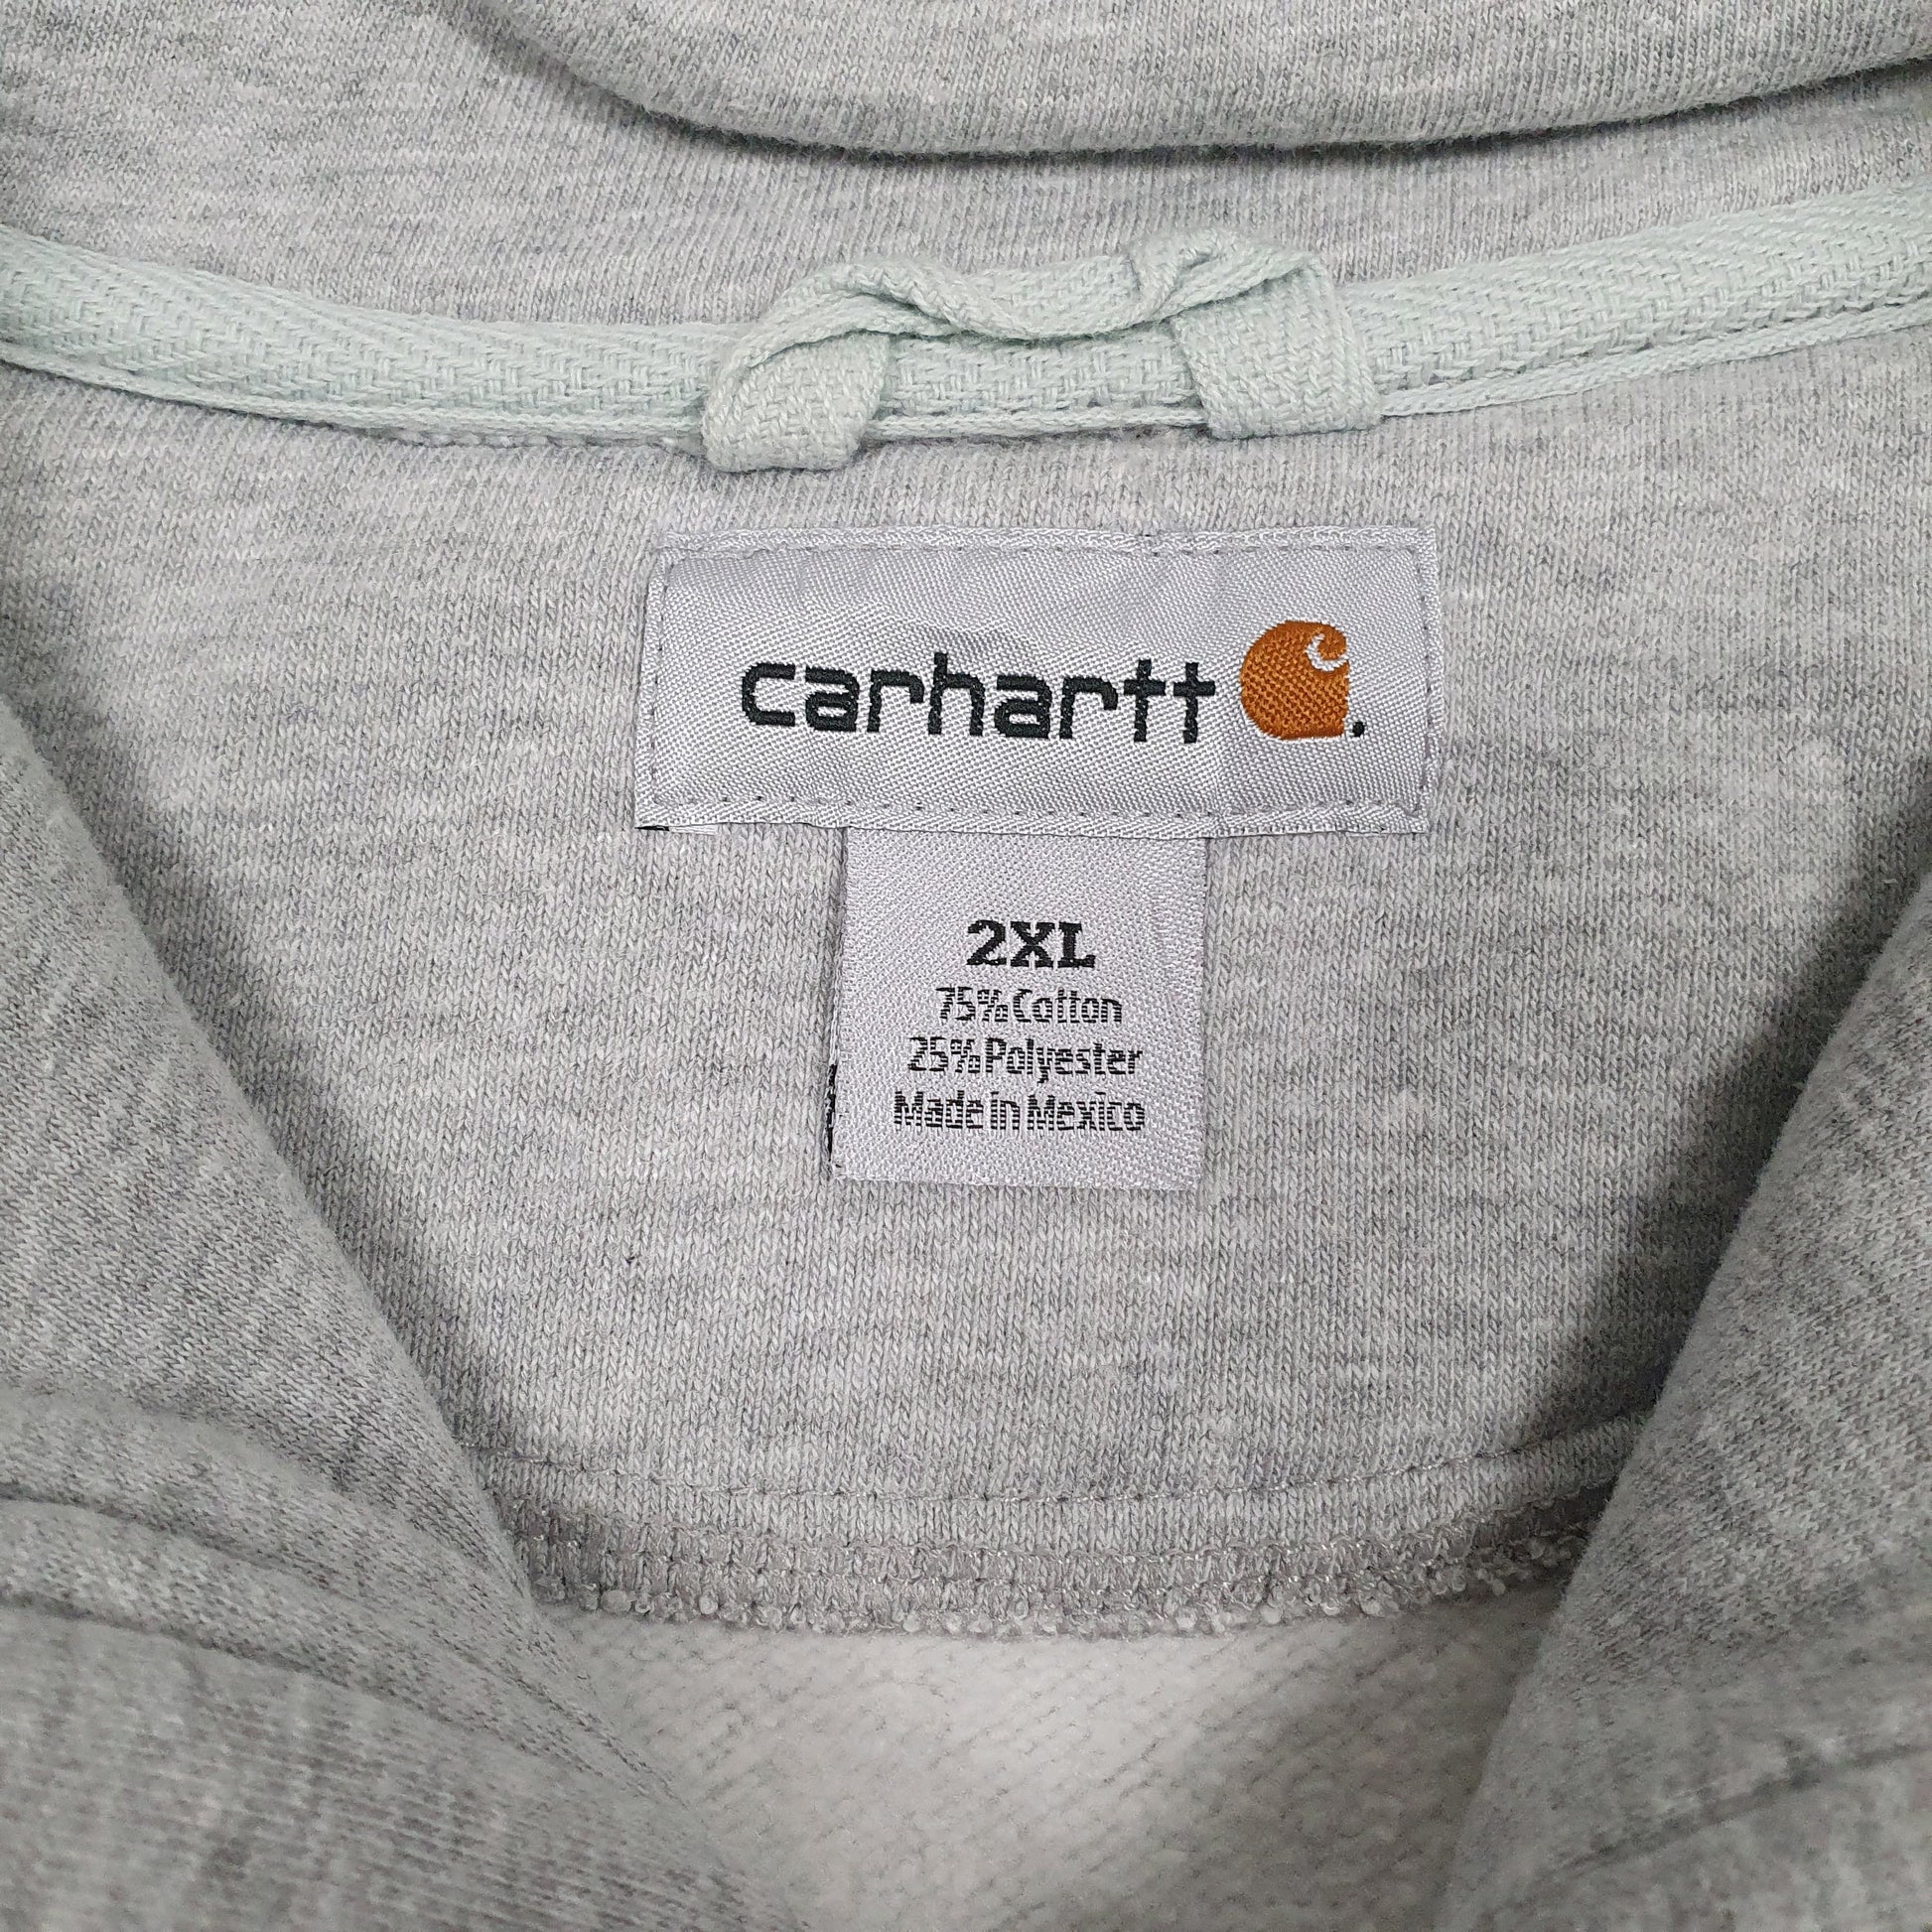 carhartt
2XL
75% Cotton
25% Polyester
Made in Mexico